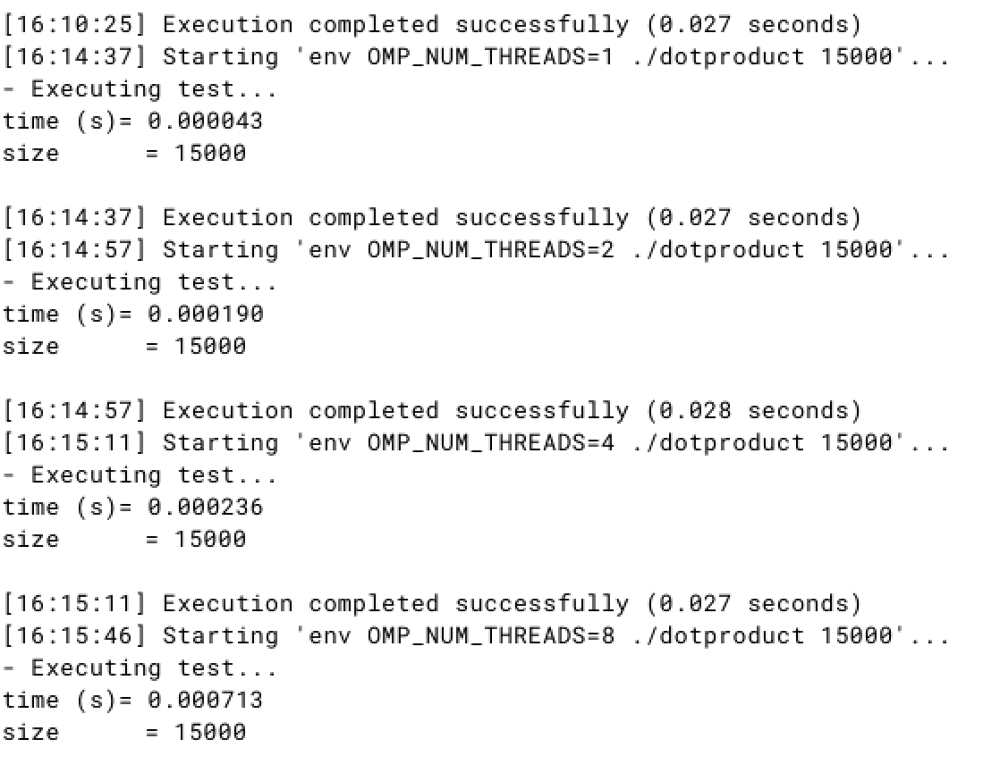 [16:10:25] Execution completed successfully (0.027 seconds)
[16:14:37] Starting 'env OMP_NUM_THREADS=1 ./dotproduct 15000'...
- Executing test...
time (s)= 0.000043
size      = 15000

[16:14:37] Execution completed successfully (0.027 seconds)
[16:14:57] Starting 'env OMP_NUM_THREADS=2 ./dotproduct 15000'...
- Executing test...
time (s)= 0.000190
size      = 15000

[16:14:57] Execution completed successfully (0.028 seconds)
[16:15:11] Starting 'env OMP_NUM_THREADS=4 ./dotproduct 15000'...
- Executing test...
time (s)= 0.000236
size      = 15000

[16:15:11] Execution completed successfully (0.027 seconds)
[16:15:46] Starting 'env OMP_NUM_THREADS=8 ./dotproduct 15000'...
- Executing test...
time (s)= 0.000713
size      = 15000